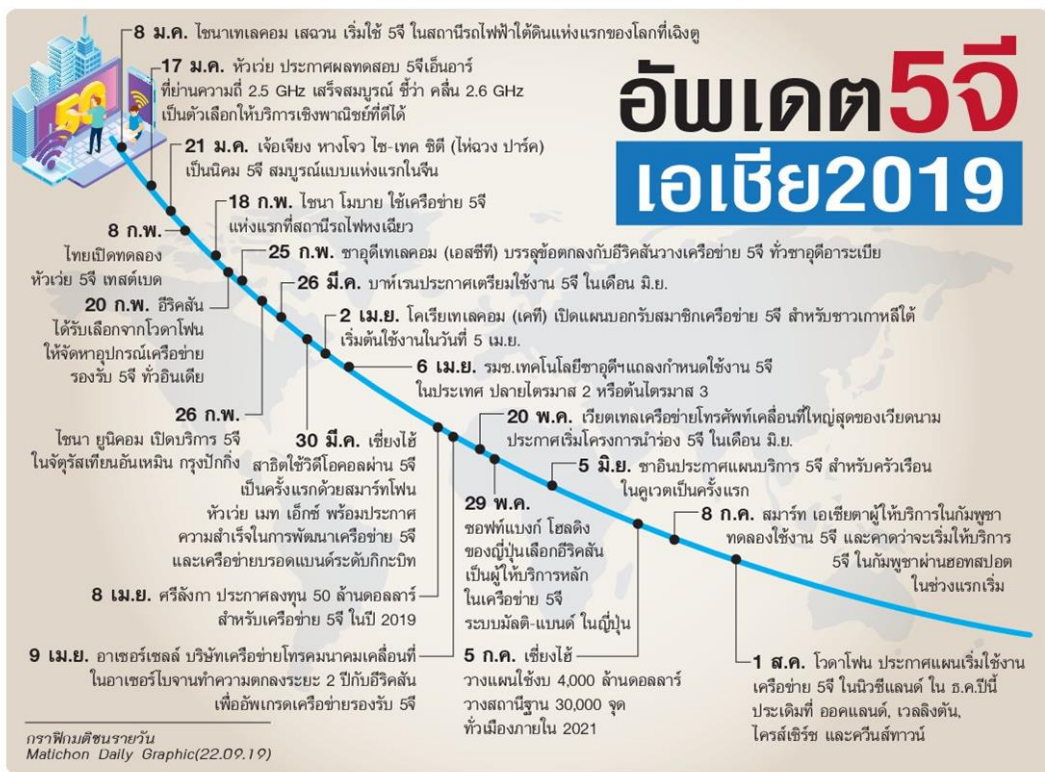 อัพเดต5จี
เอเชีย2019
5G
8 ม.ค. ไชนาเทเลคอม เสฉวน เริ่มใช้ 5จี ในสถานีรถไฟฟ้าใต้ดินแห่งแรกของโลกที่เฉิงตู
17 ม.ค. หัวเว่ย ประกาศผลทดสอบ 5จีเอ็นอาร์
ที่ย่านความถี่ 2.5 GHz เสร็จสมบูรณ์ ชี้ว่า คลื่น 2.6 GHz
เป็นตัวเลือกให้บริการเชิงพาณิชย์ที่ดีได้
21 ม.ค. เจ้อเจียง หางโจว ไฮ-เทค ซิตี (ไห่ฉวง ปาร์ค)
เป็นนิคม 5จี สมบูรณ์แบบแห่งแรกในจีน
8 ก.พ.
ไทยเปิดทดลอง
หัวเว่ย 5จี เทสต์เบด
18 ก.พ. ไชนา โมบาย ใช้เครือข่าย 5จี
แห่งแรกที่สถานีรถไฟหงเฉียว
20 ก.พ. อีริคสัน
ได้รับเลือกจากโวดาโฟน
ให้จัดหาอุปกรณ์เครือข่าย
รองรับ 5จี ทั่วอินเดีย
25 ก.พ. ซาอุดีเทเลคอม (เอสซีที) บรรลุข้อตกลงกับอีริคสันวางเครือข่าย 5จี ทั่วซาอุดีอาระเบีย
26 ก.พ.
ไชนา ยูนิคอม เปิดบริการ 5จี
ในจัตุรัสเทียนอันเหมิน กรุงปักกิ่ง
26 มี.ค. บาห์เรนประกาศเตรียมใช้งาน 5จี ในเดือน มิ.ย.
30 มี.ค. เซี่ยงไฮ้
สาธิตใช้วิดีโอคอลผ่าน 5จี
เป็นครั้งแรกด้วยสมาร์ทโฟน
หัวเว่ย เมท เอ็กซ์ พร้อมประกาศ
ความสำเร็จในการพัฒนาเครือข่าย 5จี
และเครือข่ายบรอดแบนด์ระดับกิกะบิท
2 เม.ย. โคเรียเทเลคอม (เคที) เปิดแผนบอกรับสมาชิกเครือข่าย 5จี สำหรับชาวเกาหลีใต้
เริ่มต้นใช้งานในวันที่ 5 เม.ย.
6 เม.ย. รมช.เทคโนโลยีซาอุดีฯแถลงกำหนดใช้งาน 5จี
ในประเทศ ปลายไตรมาส 2 หรือต้นไตรมาส 3
8 เม.ย. ศรีลังกา ประกาศลงทุน 50 ล้านดอลลาร์
สำหรับเครือข่าย 5จี ในปี 2019
9 เม.ย. อาเซอร์เซลล์ บริษัทเครือข่ายโทรคมนาคมเคลื่อนที่
ในอาเซอร์ไบจานทำความตกลงระยะ 2 ปีกับอีริคสัน
เพื่ออัพเกรดเครือข่ายรองรับ 5จี
20 พ.ค. เวียตเทลเครือข่ายโทรศัพท์เคลื่อนที่ใหญ่สุดของเวียดนาม
ประกาศเริ่มโครงการนำร่อง 5จี ในเดือน มิ.ย.
29 พ.ค.
ซอฟท์แบงก์ โฮลดิง
ของญี่ปุ่นเลือกอีริคสัน
เป็นผู้ให้บริการหลัก
ในเครือข่าย 5จี
ระบบมัลติ-แบนด์ ในญี่ปุ่น
5 มิ.ย. ซาอินประกาศแผนบริการ 5จี สำหรับครัวเรือน
ในคูเวตเป็นครั้งแรก
5 ก.ค. เซี่ยงไฮ้
วางแผนใช้งบ 4,000 ล้านดอลลาร์
วางสถานีฐาน 30,000 จุด
ทั่วเมืองภายใน 2021
8 ก.ค. สมาร์ท เอเซียตาผู้ให้บริการในกัมพูชา
ทดลองใช้งาน 5จี และคาดว่าจะเริ่มให้บริการ
5จี ในกัมพูชาผ่านฮอทสปอต
ในช่วงแรกเริ่ม
1 ส.ค. โวดาโฟน ประกาศแผนเริ่มใช้งาน
เครือข่าย 5จี ในนิวซีแลนด์ ใน ธ.ค.ปีนี้
ประเดิมที่ ออคแลนด์, เวลลิงตัน,
ไครส์เชิร์ช และควีนส์ทาวน์
กราฟิกมติชนรายวัน
Matichon Daily Graphic(22.09.19)